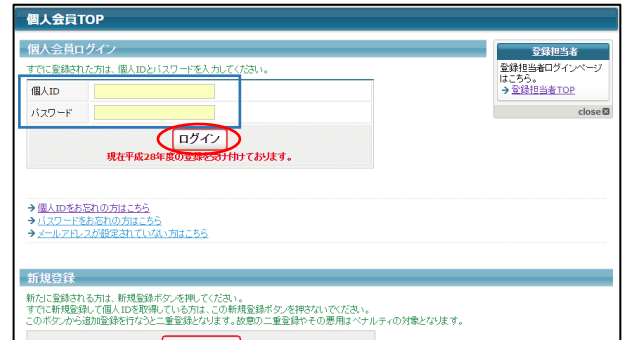 個人会員TOP
個人会員ログイン
すでに登録された方は、個人IDとパスワードを入力してください。
個人ID
パスワード
ログイン
現在平成28年度の登録を受け付けております。
登録担当者
登録担当者ログインページ
はこちら。
登録担当者TOP
close
個人IDをお忘れの方はこちら
パスワードをお忘れの方はこちら
メールアドレスが設定されていない方はこちら
新規登録
新たに登録される方は、新規登録ボタンを押してください。
すでに新規登録して個人IDを取得している方は、この新規登録ボタンを押さないでください。
このボタンから追加登録を行なうと二重登録となります。故意の二重登録やその悪用はペナルティの対象となります。